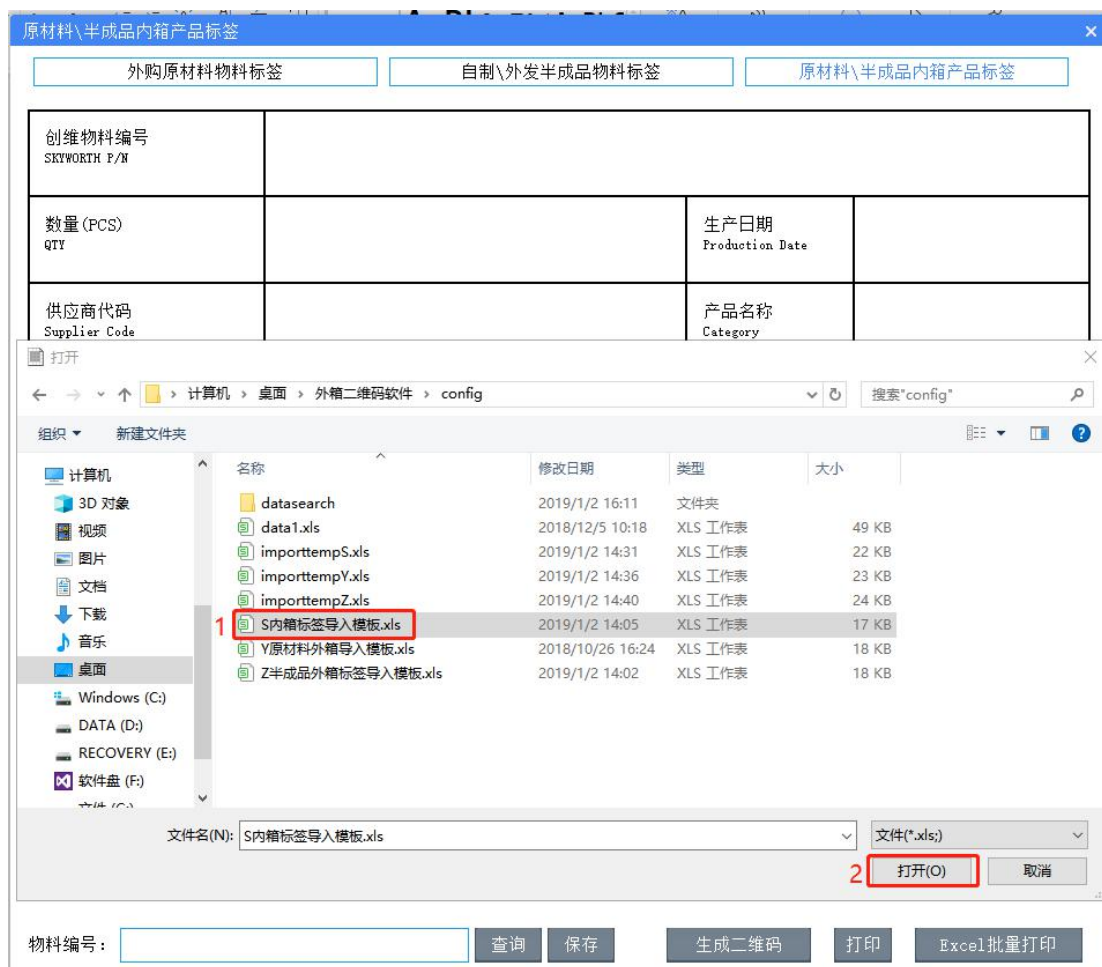 原材料\半成品内箱产品标签 ×
外购原材料物料标签 自制\外发半成品物料标签 原材料\半成品内箱产品标签
创维物料编号
SKYWORTH P/N
数量(PCS) 生产日期
QTY Production Date
供应商代码 产品名称
Supplier Code Category
打开
计算机 › 桌面 › 外箱二维码软件 › config 搜索"config"
组织 新建文件夹
名称 修改日期 类型 大小
计算机
3D 对象
视频
图片
文档
下载
音乐
桌面
Windows (C:)
DATA (D:)
RECOVERY (E:)
软件盘 (F:)
datasearch 2019/1/2 16:11 文件夹
data1.xls 2018/12/5 10:18 XLS 工作表 49 KB
importtempS.xls 2019/1/2 14:31 XLS 工作表 22 KB
importtempY.xls 2019/1/2 14:36 XLS 工作表 23 KB
importtempZ.xls 2019/1/2 14:40 XLS 工作表 24 KB
1 S内箱标签导入模板.xls 2019/1/2 14:05 XLS 工作表 17 KB
Y原材料外箱导入模板.xls 2018/10/26 16:24 XLS 工作表 18 KB
Z半成品外箱标签导入模板.xls 2019/1/2 14:02 XLS 工作表 18 KB
文件名(N): S内箱标签导入模板.xls 文件(*.xls;)
2 打开(O) 取消
物料编号: 查询 保存 生成二维码 打印 Excel批量打印